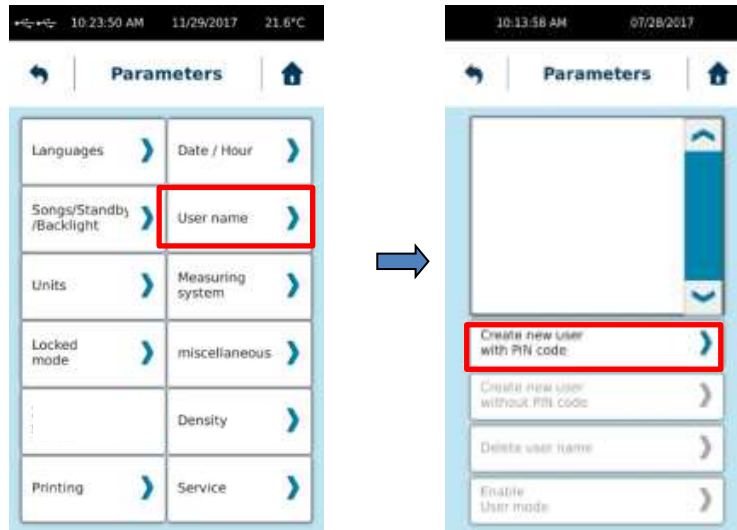 10:23:50 AM 11/29/2017 21.6°C
Parameters
Languages
Date / Hour
Songs/Standby
/Backlight
User name
Units
Measuring
system
Locked
mode
miscellaneous
Density
Printing
Service
10:13:58 AM 07/28/2017
Parameters
Create new user
with PIN code
Create new user
without PIN code
Delete user name
Enable
User mode